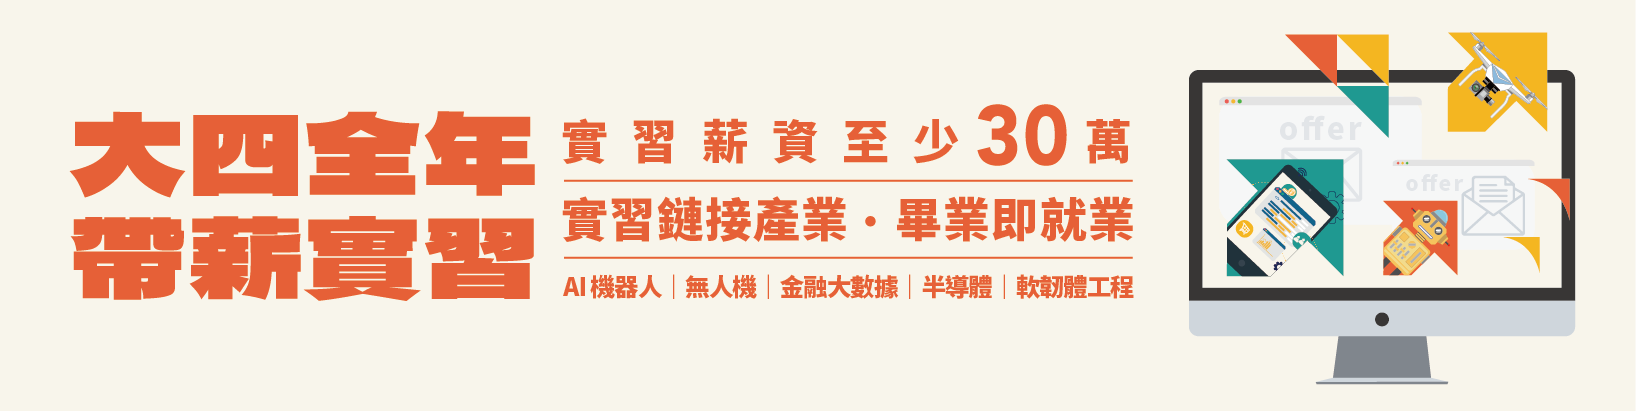 大四全年
帶薪實習
實習薪資至少30萬
實習鏈接產業・畢業即就業
AI機器人｜無人機｜金融大數據｜半導體｜軟韌體工程
offer
offer